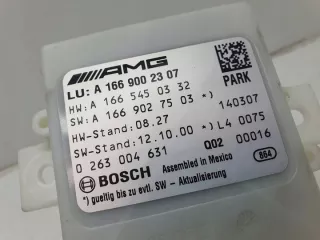 AMG
LU: A 166 900 23 07
HW: A 166 545 03 32
SW: A 166 902 75 03 *)
PARK
HW-Stand: 08.27
140307
SW-Stand: 12.10.00 *) L4 0075
0 263 004 631
Q02 00016
BOSCH
Assembled in Mexico
864
*) gueltig bis zu evtl. SW - Aktualisierung